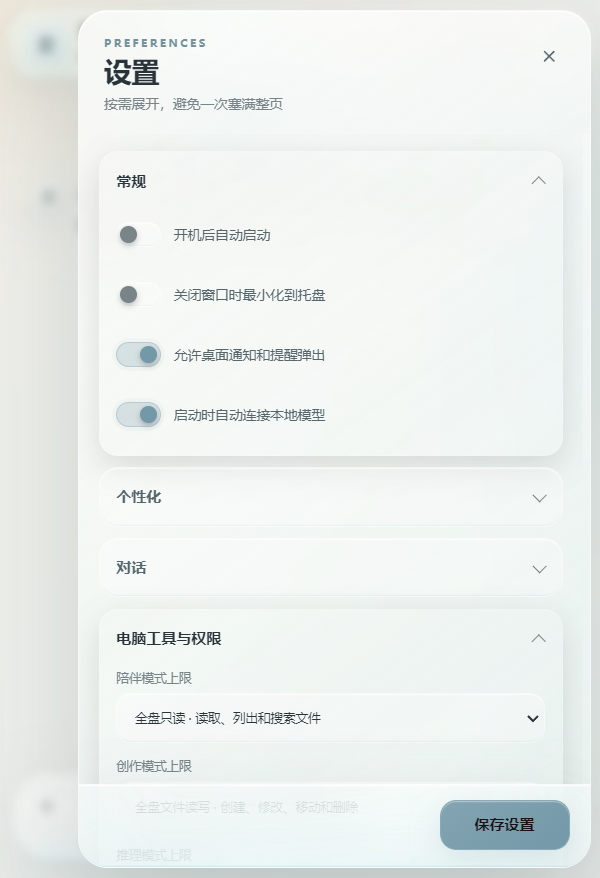 PREFERENCES
设置
按需展开，避免一次塞满整页
常规
开机后自动启动
关闭窗口时最小化到托盘
允许桌面通知和提醒弹出
启动时自动连接本地模型
个性化
对话
电脑工具与权限
陪伴模式上限
全盘只读 · 读取、列出和搜索文件
创作模式上限
全盘文件读写 · 创建、修改、移动和删除
推理模式上限
保存设置